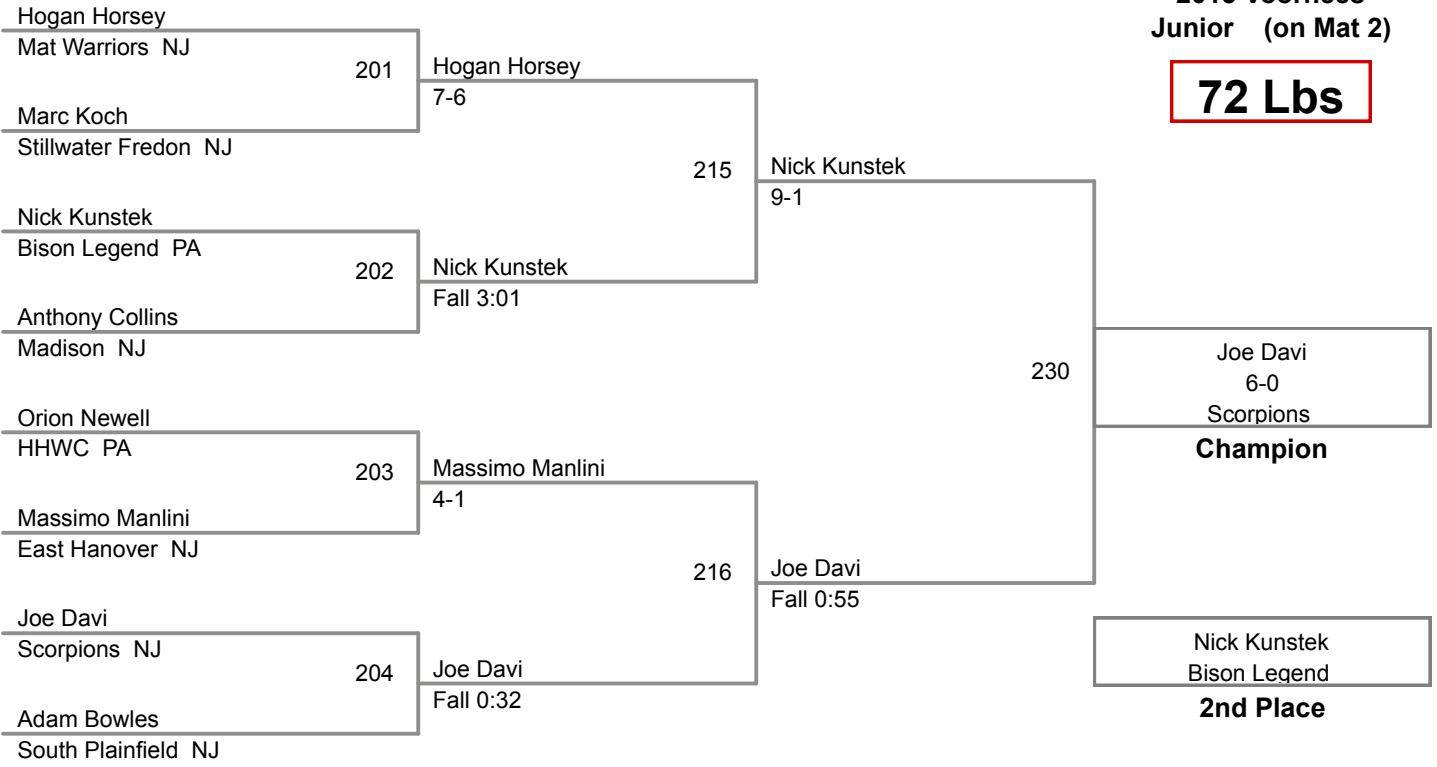 Junior (on Mat 2)
72 Lbs
Hogan Horsey
Mat Warriors NJ
201
Marc Koch
Stillwater Fredon NJ
Hogan Horsey
7-6
Nick Kunstek
Bison Legend PA
202
Anthony Collins
Madison NJ
Nick Kunstek
Fall 3:01
215
Nick Kunstek
9-1
Orion Newell
HHWC PA
203
Massimo Manlini
East Hanover NJ
Massimo Manlini
4-1
Joe Davi
Scorpions NJ
204
Adam Bowles
South Plainfield NJ
Joe Davi
Fall 0:32
216
Joe Davi
Fall 0:55
230
Joe Davi
6-0
Scorpions
Champion
Nick Kunstek
Bison Legend
2nd Place